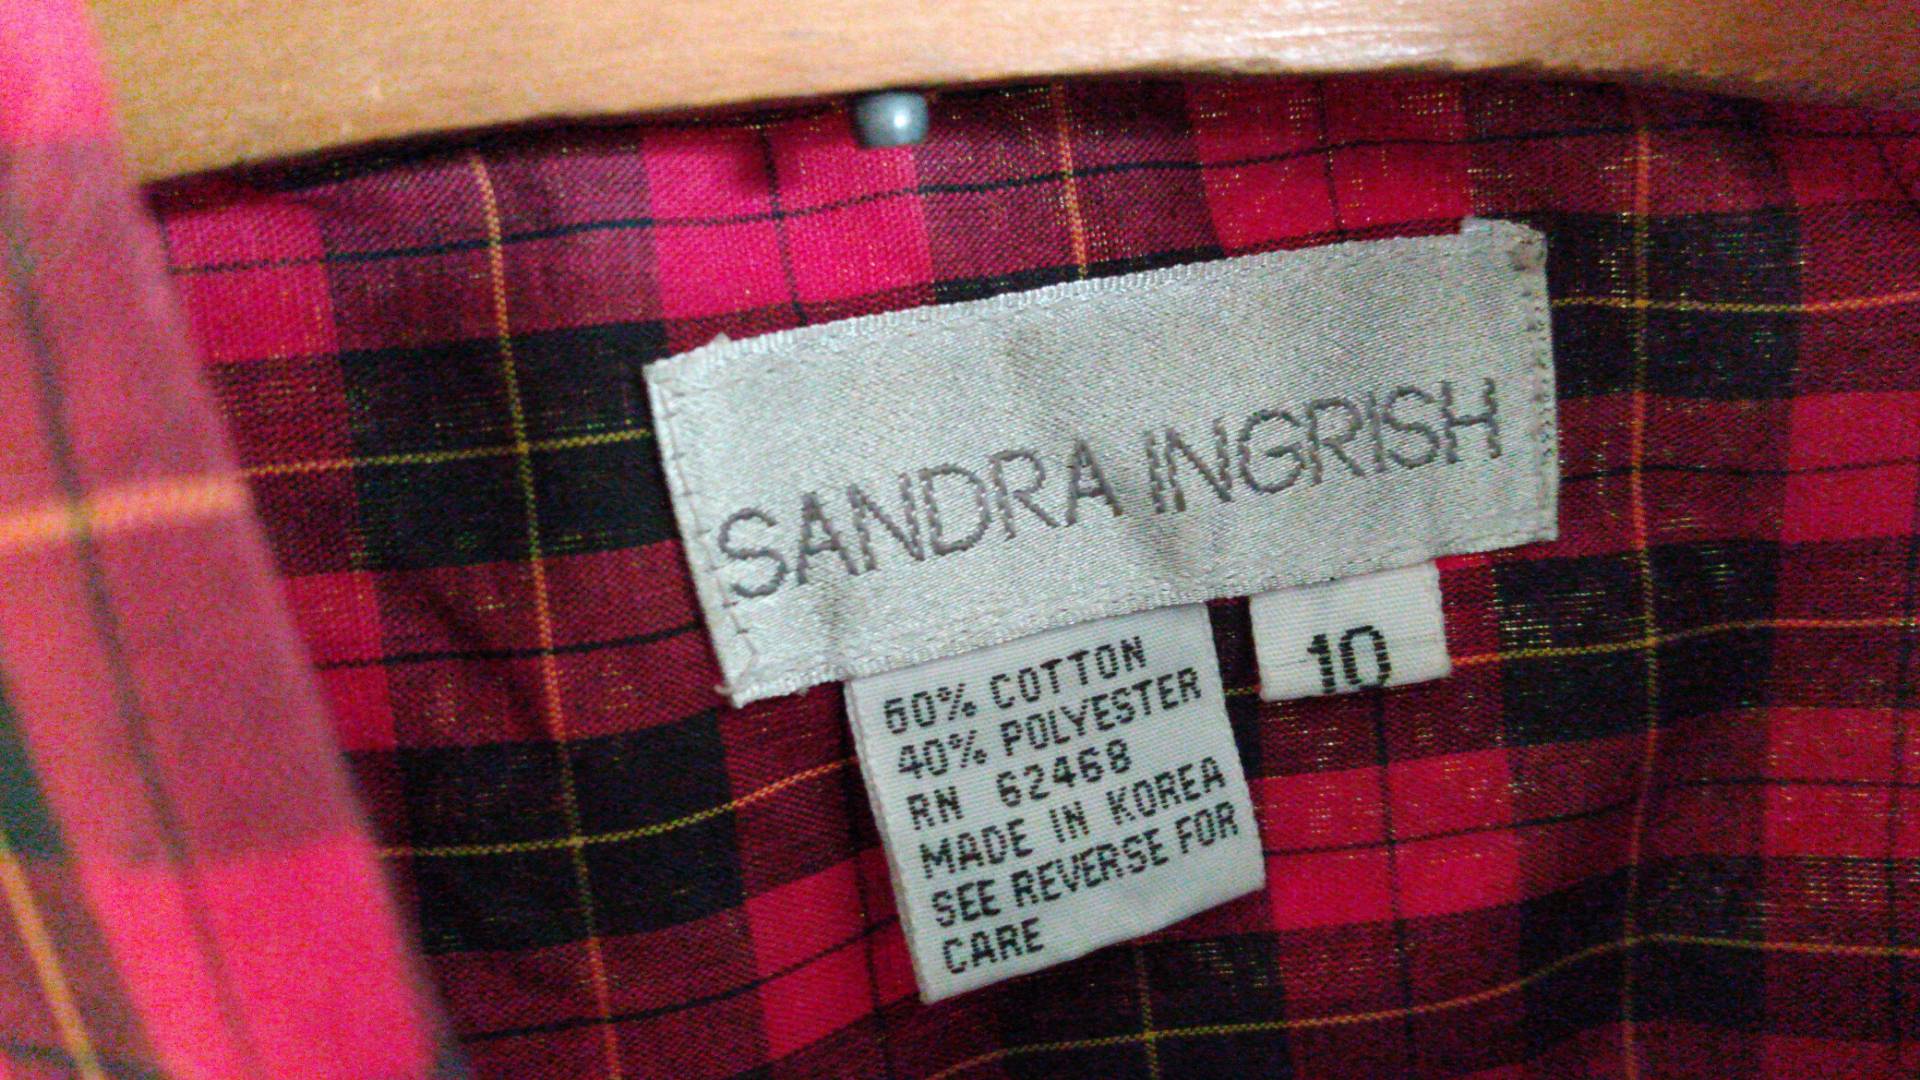 SANDRA INGRISH
10
60% COTTON
40% POLYESTER
RN 62468
MADE IN KOREA
SEE REVERSE FOR
CARE